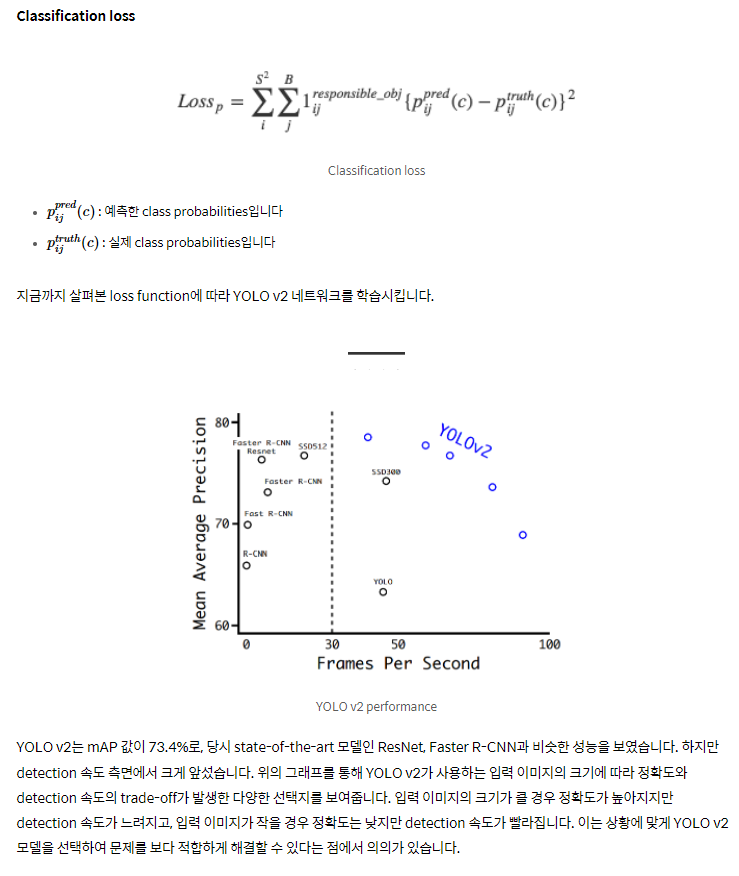 Classification loss
Loss_p = \sum_{i}^{S^2} \sum_{j}^{B} 1_{ij}^{responsible_obj} \{p_{ij}^{pred}(c) - p_{ij}^{truth}(c)\}^2
Classification loss
• p_{ij}^{pred}(c) : 예측한 class probabilities입니다
• p_{ij}^{truth}(c) : 실제 class probabilities입니다
지금까지 살펴본 loss function에 따라 YOLO v2 네트워크를 학습시킵니다.
Mean Average Precision
80
70
60
Faster R-CNN
Resnet
SSD512
Faster R-CNN
Fast R-CNN
R-CNN
YOLOv2
SSD300
YOLO
0 30 50 100
Frames Per Second
YOLO v2 performance
YOLO v2는 mAP 값이 73.4%로, 당시 state-of-the-art 모델인 ResNet, Faster R-CNN과 비슷한 성능을 보였습니다. 하지만
detection 속도 측면에서 크게 앞섰습니다. 위의 그래프를 통해 YOLO v2가 사용하는 입력 이미지의 크기에 따라 정확도와
detection 속도의 trade-off가 발생한 다양한 선택지를 보여줍니다. 입력 이미지의 크기가 클 경우 정확도가 높아지지만
detection 속도가 느려지고, 입력 이미지가 작을 경우 정확도는 낮지만 detection 속도가 빨라집니다. 이는 상황에 맞게 YOLO v2
모델을 선택하여 문제를 보다 적합하게 해결할 수 있다는 점에서 의의가 있습니다.